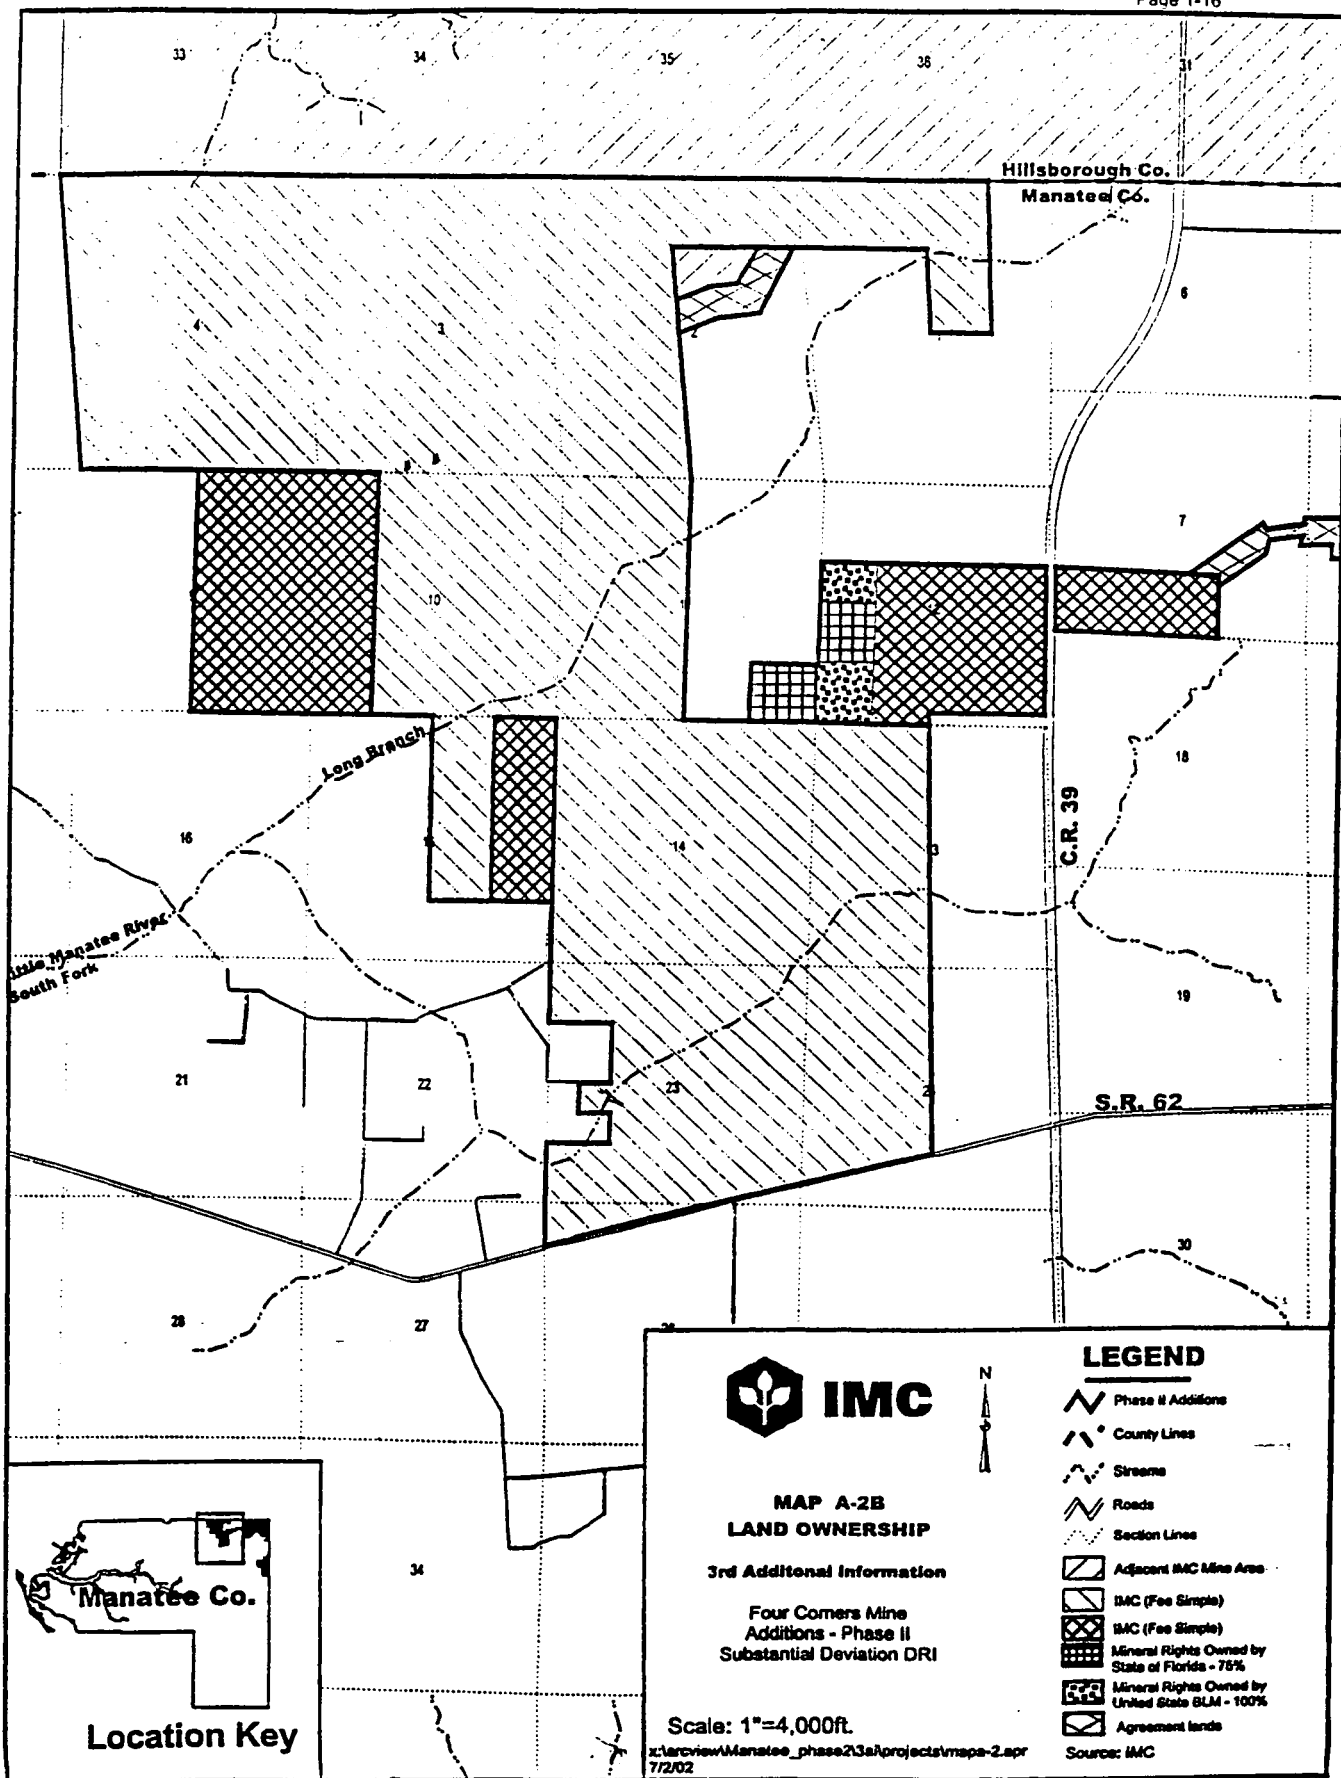 Page 1-16
33
34
35
36
31
Hillsborough Co.
Manatee Co.
4
3
2
6
7
10
Long Branch
16
14
18
C.R. 39
Little Manatee River
South Fork
19
21
22
23
S.R. 62
30
28
27
34
IMC
N
MAP A-2B
LAND OWNERSHIP
3rd Additonal Information
Four Corners Mine
Additions - Phase II
Substantial Deviation DRI
Scale: 1"=4,000ft.
x:\arcview\Manatee_phase2\3ai\projects\mapa-2.apr
7/2/02
LEGEND
Phase II Additions
County Lines
Streams
Roads
Section Lines
Adjacent IMC Mine Area
IMC (Fee Simple)
IMC (Fee Simple)
Mineral Rights Owned by
State of Florida - 75%
Mineral Rights Owned by
United State BLM - 100%
Agreement lands
Source: IMC
Manatee Co.
Location Key